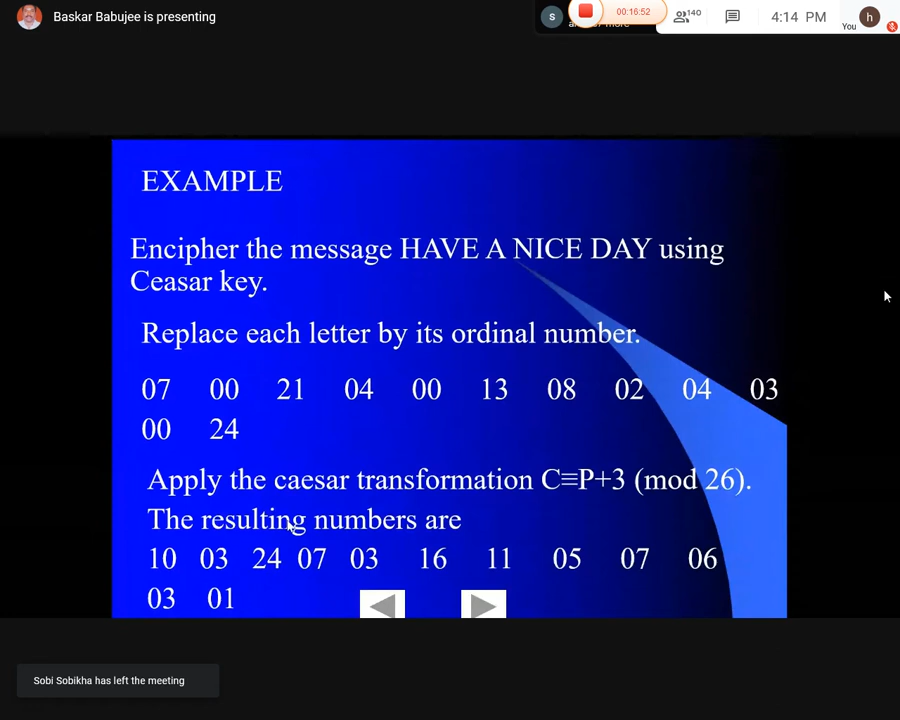 Baskar Babujee is presenting
S
00:16:52
140
4:14 PM
You
h
EXAMPLE
Encipher the message HAVE A NICE DAY using
Ceasar key.
Replace each letter by its ordinal number.
07 00 21 04 00 13 08 02 04 03
00 24
Apply the caesar transformation C≡P+3 (mod 26).
The resulting numbers are
10 03 24 07 03 16 11 05 07 06
03 01
Sobi Sobikha has left the meeting